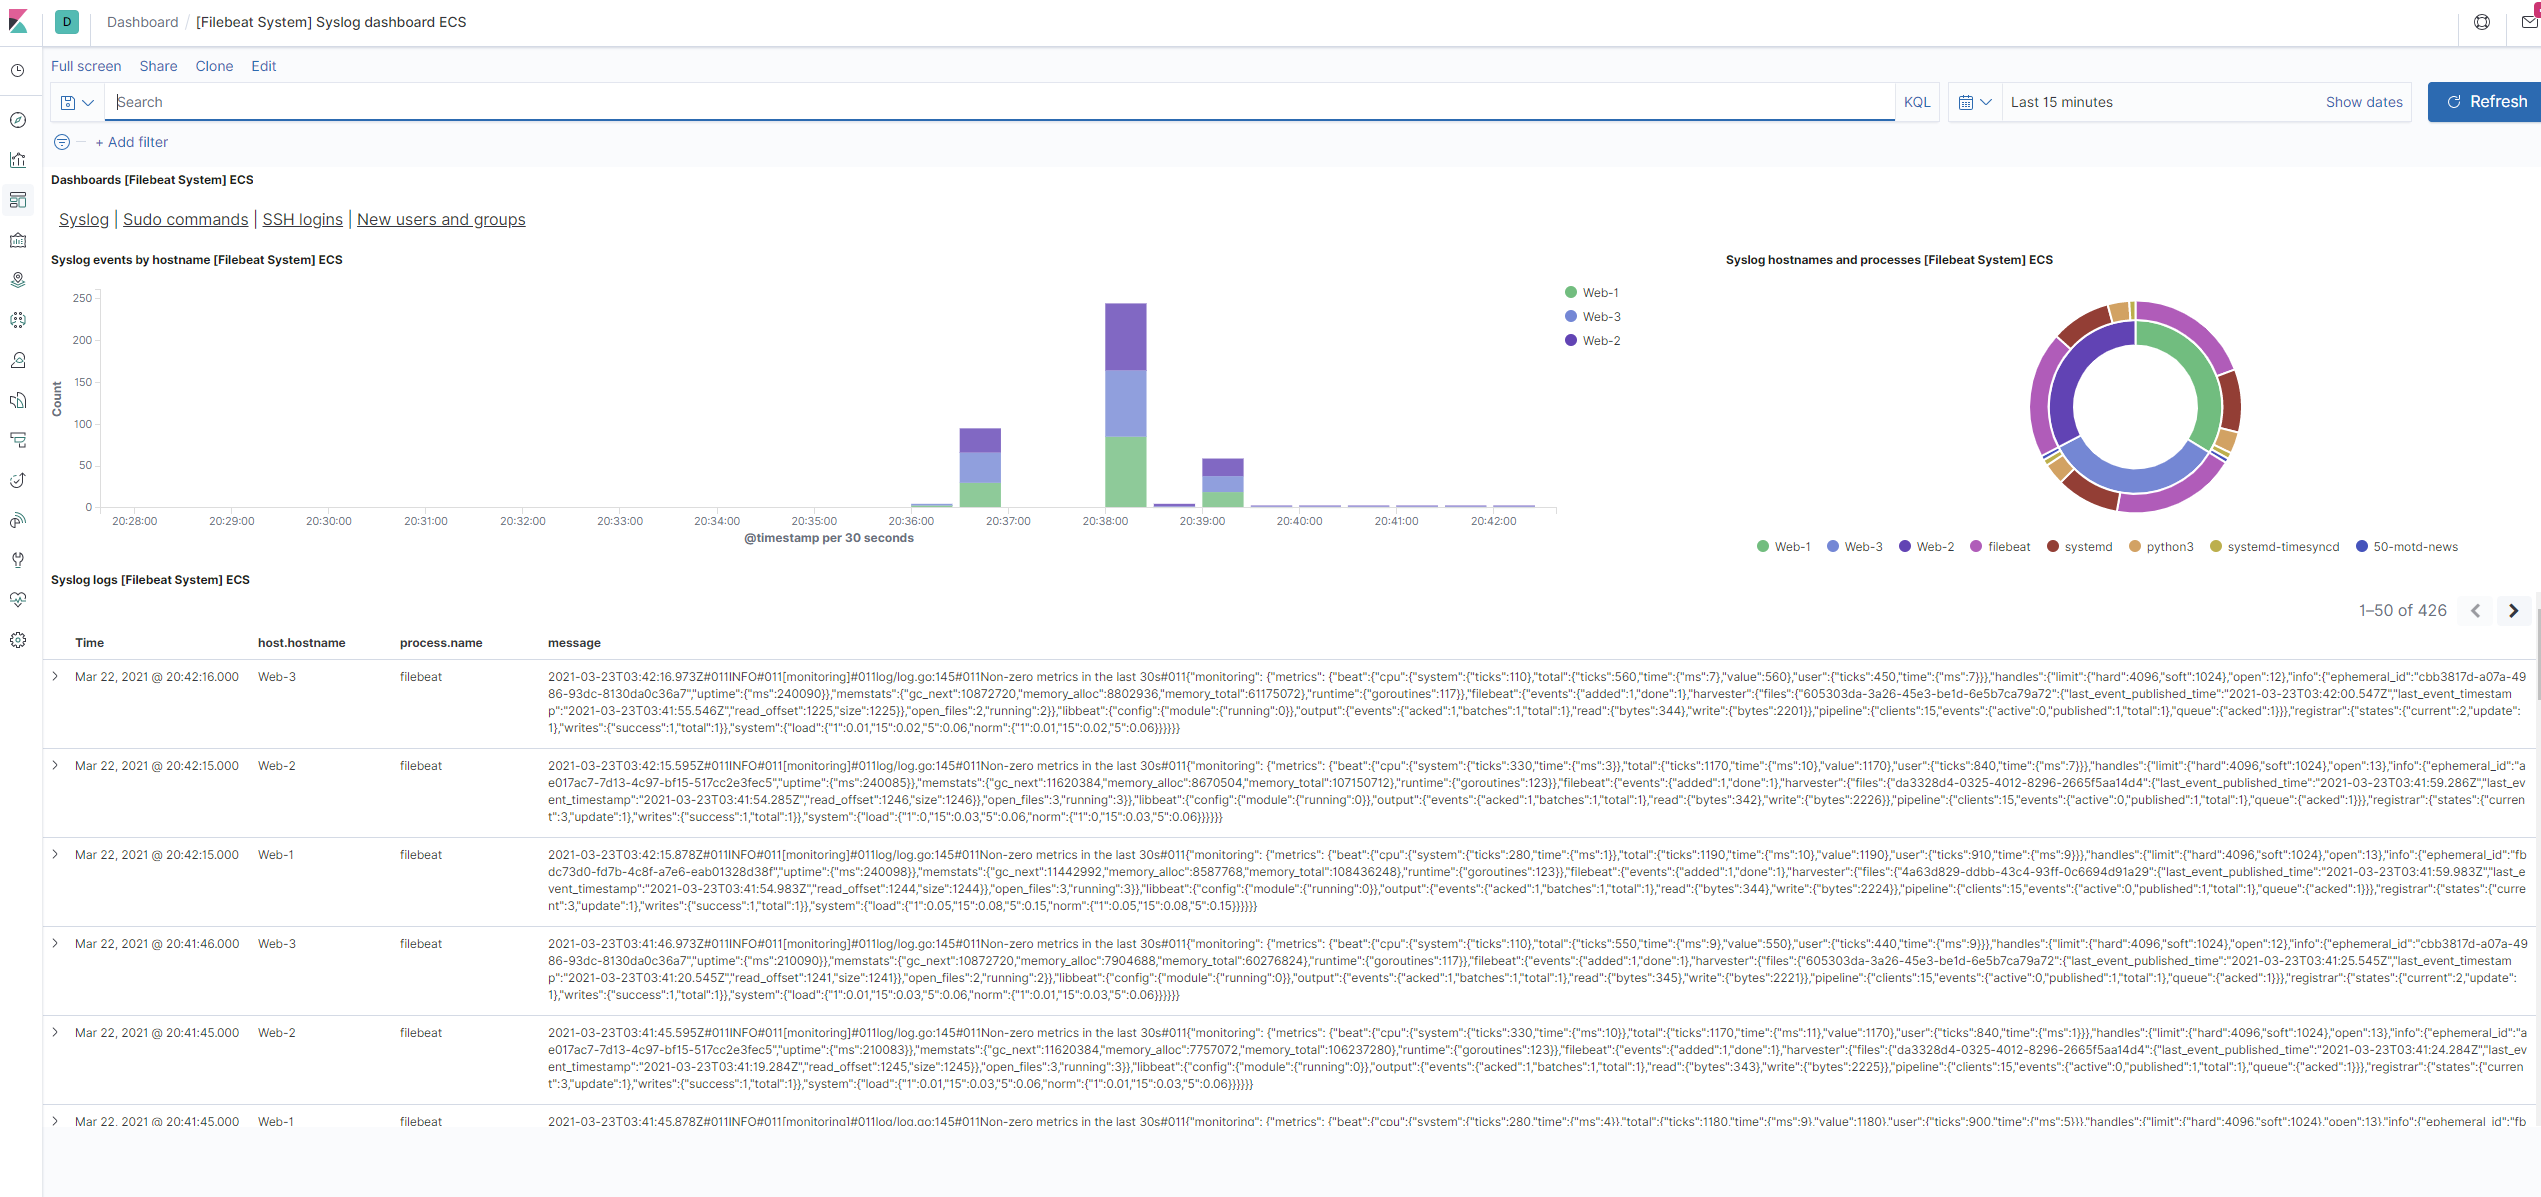 D Dashboard / [Filebeat System] Syslog dashboard ECS
Full screen Share Clone Edit
Search KQL Last 15 minutes Show dates Refresh
+ Add filter
Dashboards [Filebeat System] ECS
Syslog | Sudo commands | SSH logins | New users and groups
Syslog events by hostname [Filebeat System] ECS
250
200
150
100
50
0
Count
20:28:00 20:29:00 20:30:00 20:31:00 20:32:00 20:33:00 20:34:00 20:35:00 20:36:00 20:37:00 20:38:00 20:39:00 20:40:00 20:41:00 20:42:00
@timestamp per 30 seconds
Web-1
Web-3
Web-2
Syslog hostnames and processes [Filebeat System] ECS
Web-1 Web-3 Web-2 filebeat systemd python3 systemd-timesyncd 50-motd-news
Syslog logs [Filebeat System] ECS
1–50 of 426
Time host.hostname process.name message
Mar 22, 2021 @ 20:42:16.000 Web-3 filebeat 2021-03-23T03:42:16.973Z#011INFO#011[monitoring]#011log/log.go:145#011Non-zero metrics in the last 30s#011{"monitoring": {"metrics": {"beat":{"cpu":{"system":{"ticks":110},"total":{"ticks":560,"time":{"ms":7},"value":560},"user":{"ticks":450,"time":{"ms":7}}},"handles":{"limit":{"hard":4096,"soft":1024},"open":12},"info":{"ephemeral_id":"cbb3817d-a07a-49
86-93dc-8130da0c36a7","uptime":{"ms":240090}},"memstats":{"gc_next":10872720,"memory_alloc":8802936,"memory_total":61175072},"runtime":{"goroutines":117}},"filebeat":{"events":{"added":1,"done":1},"harvester":{"files":{"605303da-3a26-45e3-be1d-6e5b7ca79a72":{"last_event_published_time":"2021-03-23T03:42:00.547Z","last_event_timestam
p":"2021-03-23T03:41:55.546Z","read_offset":1225,"size":1225}},"open_files":2,"running":2}},"libbeat":{"config":{"module":{"running":0}},"output":{"events":{"acked":1,"batches":1,"total":1},"read":{"bytes":344},"write":{"bytes":2201}},"pipeline":{"clients":15,"events":{"active":0,"published":1,"total":1},"queue":{"acked":1}}},"registrar":{"states":{"current":2,"update":
1},"writes":{"success":1,"total":1}},"system":{"load":{"1":0.01,"15":0.02,"5":0.06,"norm":{"1":0.01,"15":0.02,"5":0.06}}}}}}
Mar 22, 2021 @ 20:42:15.000 Web-2 filebeat 2021-03-23T03:42:15.595Z#011INFO#011[monitoring]#011log/log.go:145#011Non-zero metrics in the last 30s#011{"monitoring": {"metrics": {"beat":{"cpu":{"system":{"ticks":330,"time":{"ms":3}},"total":{"ticks":1170,"time":{"ms":10},"value":1170},"user":{"ticks":840,"time":{"ms":7}}},"handles":{"limit":{"hard":4096,"soft":1024},"open":13},"info":{"ephemeral_id":"a
e017ac7-7d13-4c97-bf15-517cc2e3fec5","uptime":{"ms":240085}},"memstats":{"gc_next":11620384,"memory_alloc":8670504,"memory_total":107150712},"runtime":{"goroutines":123}},"filebeat":{"events":{"added":1,"done":1},"harvester":{"files":{"da3328d4-0325-4012-8296-2665f5aa14d4":{"last_event_published_time":"2021-03-23T03:41:59.286Z","last_ev
ent_timestamp":"2021-03-23T03:41:54.285Z","read_offset":1246,"size":1246}},"open_files":3,"running":3}},"libbeat":{"config":{"module":{"running":0}},"output":{"events":{"acked":1,"batches":1,"total":1},"read":{"bytes":342},"write":{"bytes":2226}},"pipeline":{"clients":15,"events":{"active":0,"published":1,"total":1},"queue":{"acked":1}}},"registrar":{"states":{"curren
t":3,"update":1},"writes":{"success":1,"total":1}},"system":{"load":{"1":0,"15":0.03,"5":0.06,"norm":{"1":0,"15":0.03,"5":0.06}}}}}}
Mar 22, 2021 @ 20:42:15.000 Web-1 filebeat 2021-03-23T03:42:15.878Z#011INFO#011[monitoring]#011log/log.go:145#011Non-zero metrics in the last 30s#011{"monitoring": {"metrics": {"beat":{"cpu":{"system":{"ticks":280,"time":{"ms":1}},"total":{"ticks":1190,"time":{"ms":10},"value":1190},"user":{"ticks":910,"time":{"ms":9}}},"handles":{"limit":{"hard":4096,"soft":1024},"open":13},"info":{"ephemeral_id":"fb
dc73d0-fd7b-4c8f-a7e6-eab01328d38f","uptime":{"ms":240098}},"memstats":{"gc_next":11442992,"memory_alloc":8587768,"memory_total":108436248},"runtime":{"goroutines":123}},"filebeat":{"events":{"added":1,"done":1},"harvester":{"files":{"4a63d829-ddbb-43c4-93ff-0c6694d91a29":{"last_event_published_time":"2021-03-23T03:41:59.983Z","last_e
vent_timestamp":"2021-03-23T03:41:54.983Z","read_offset":1244,"size":1244}},"open_files":3,"running":3}},"libbeat":{"config":{"module":{"running":0}},"output":{"events":{"acked":1,"batches":1,"total":1},"read":{"bytes":344},"write":{"bytes":2224}},"pipeline":{"clients":15,"events":{"active":0,"published":1,"total":1},"queue":{"acked":1}}},"registrar":{"states":{"curre
nt":3,"update":1},"writes":{"success":1,"total":1}},"system":{"load":{"1":0.05,"15":0.08,"5":0.15,"norm":{"1":0.05,"15":0.08,"5":0.15}}}}}}
Mar 22, 2021 @ 20:41:46.000 Web-3 filebeat 2021-03-23T03:41:46.973Z#011INFO#011[monitoring]#011log/log.go:145#011Non-zero metrics in the last 30s#011{"monitoring": {"metrics": {"beat":{"cpu":{"system":{"ticks":110},"total":{"ticks":550,"time":{"ms":9},"value":550},"user":{"ticks":440,"time":{"ms":9}}},"handles":{"limit":{"hard":4096,"soft":1024},"open":12},"info":{"ephemeral_id":"cbb3817d-a07a-49
86-93dc-8130da0c36a7","uptime":{"ms":210090}},"memstats":{"gc_next":10872720,"memory_alloc":7904688,"memory_total":60276824},"runtime":{"goroutines":117}},"filebeat":{"events":{"added":1,"done":1},"harvester":{"files":{"605303da-3a26-45e3-be1d-6e5b7ca79a72":{"last_event_published_time":"2021-03-23T03:41:25.545Z","last_event_timestam
p":"2021-03-23T03:41:20.545Z","read_offset":1241,"size":1241}},"open_files":2,"running":2}},"libbeat":{"config":{"module":{"running":0}},"output":{"events":{"acked":1,"batches":1,"total":1},"read":{"bytes":345},"write":{"bytes":2221}},"pipeline":{"clients":15,"events":{"active":0,"published":1,"total":1},"queue":{"acked":1}}},"registrar":{"states":{"current":2,"update":
1},"writes":{"success":1,"total":1}},"system":{"load":{"1":0.01,"15":0.03,"5":0.06,"norm":{"1":0.01,"15":0.03,"5":0.06}}}}}}
Mar 22, 2021 @ 20:41:45.000 Web-2 filebeat 2021-03-23T03:41:45.595Z#011INFO#011[monitoring]#011log/log.go:145#011Non-zero metrics in the last 30s#011{"monitoring": {"metrics": {"beat":{"cpu":{"system":{"ticks":330,"time":{"ms":10}},"total":{"ticks":1170,"time":{"ms":11},"value":1170},"user":{"ticks":840,"time":{"ms":1}}},"handles":{"limit":{"hard":4096,"soft":1024},"open":13},"info":{"ephemeral_id":"a
e017ac7-7d13-4c97-bf15-517cc2e3fec5","uptime":{"ms":210083}},"memstats":{"gc_next":11620384,"memory_alloc":7757072,"memory_total":106237280},"runtime":{"goroutines":123}},"filebeat":{"events":{"added":1,"done":1},"harvester":{"files":{"da3328d4-0325-4012-8296-2665f5aa14d4":{"last_event_published_time":"2021-03-23T03:41:24.284Z","last_ev
ent_timestamp":"2021-03-23T03:41:19.284Z","read_offset":1245,"size":1245}},"open_files":3,"running":3}},"libbeat":{"config":{"module":{"running":0}},"output":{"events":{"acked":1,"batches":1,"total":1},"read":{"bytes":343},"write":{"bytes":2225}},"pipeline":{"clients":15,"events":{"active":0,"published":1,"total":1},"queue":{"acked":1}}},"registrar":{"states":{"curren
t":3,"update":1},"writes":{"success":1,"total":1}},"system":{"load":{"1":0.01,"15":0.03,"5":0.06,"norm":{"1":0.01,"15":0.03,"5":0.06}}}}}}
Mar 22, 2021 @ 20:41:45.000 Web-1 filebeat 2021-03-23T03:41:45.878Z#011INFO#011[monitoring]#011log/log.go:145#011Non-zero metrics in the last 30s#011{"monitoring": {"metrics": {"beat":{"cpu":{"system":{"ticks":280,"time":{"ms":4}},"total":{"ticks":1180,"time":{"ms":9},"value":1180},"user":{"ticks":900,"time":{"ms":5}}},"handles":{"limit":{"hard":4096,"soft":1024},"open":13},"info":{"ephemeral_id":"fb